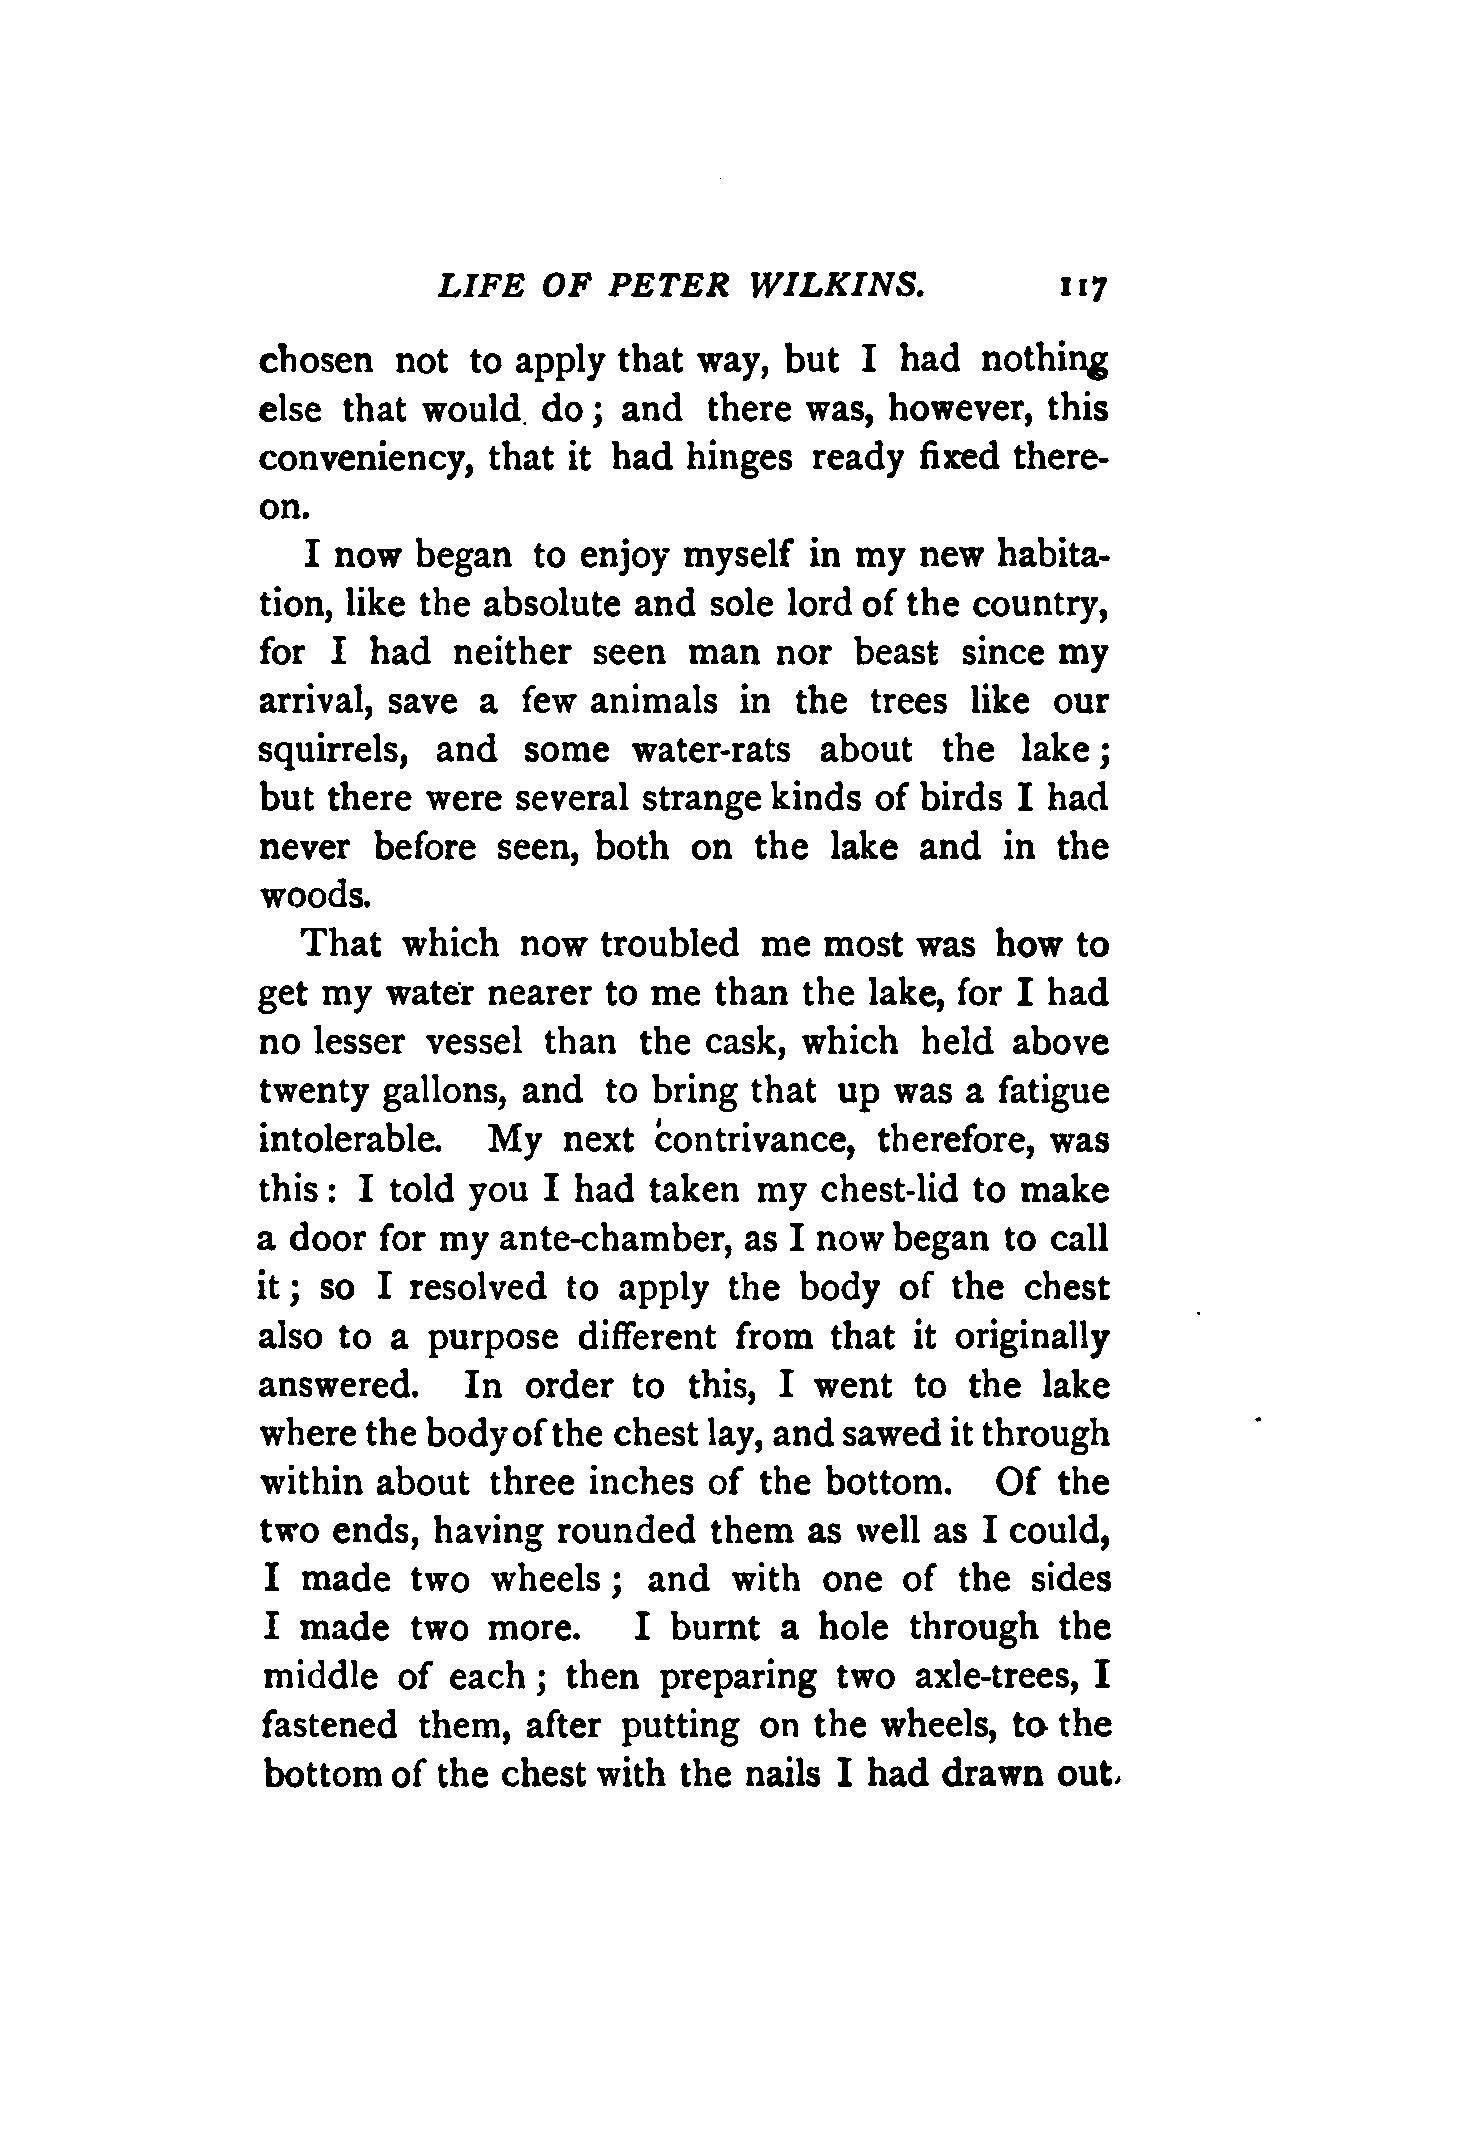 LIFE OF PETER WILKINS. 117
chosen not to apply that way, but I had nothing
else that would do; and there was, however, this
conveniency, that it had hinges ready fixed there-
on.
I now began to enjoy myself in my new habita-
tion, like the absolute and sole lord of the country,
for I had neither seen man nor beast since my
arrival, save a few animals in the trees like our
squirrels, and some water-rats about the lake;
but there were several strange kinds of birds I had
never before seen, both on the lake and in the
woods.
That which now troubled me most was how to
get my water nearer to me than the lake, for I had
no lesser vessel than the cask, which held above
twenty gallons, and to bring that up was a fatigue
intolerable. My next contrivance, therefore, was
this: I told you I had taken my chest-lid to make
a door for my ante-chamber, as I now began to call
it; so I resolved to apply the body of the chest
also to a purpose different from that it originally
answered. In order to this, I went to the lake
where the body of the chest lay, and sawed it through
within about three inches of the bottom. Of the
two ends, having rounded them as well as I could,
I made two wheels; and with one of the sides
I made two more. I burnt a hole through the
middle of each; then preparing two axle-trees, I
fastened them, after putting on the wheels, to the
bottom of the chest with the nails I had drawn out,